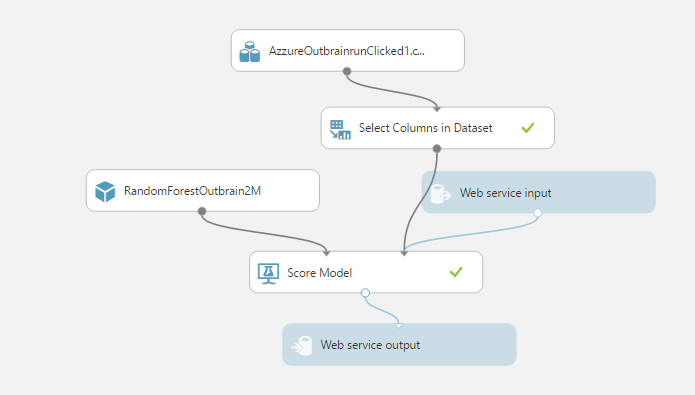 AzzureOutbrainrunClicked1.c...
Select Columns in Dataset
RandomForestOutbrain2M
Web service input
Score Model
Web service output